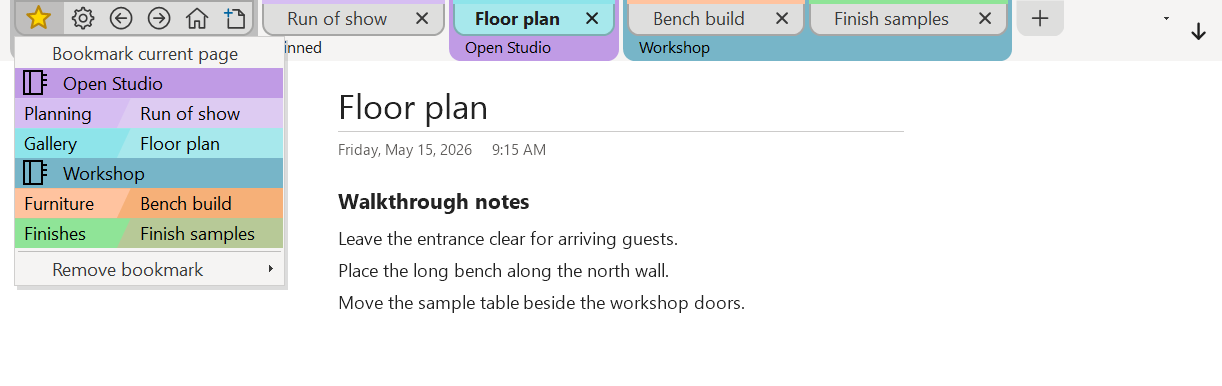 Run of show
Floor plan
Bench build
Finish samples
inned
Open Studio
Workshop
Bookmark current page
Open Studio
Planning Run of show
Gallery Floor plan
Workshop
Furniture Bench build
Finishes Finish samples
Remove bookmark
Floor plan
Friday, May 15, 2026 9:15 AM
Walkthrough notes
Leave the entrance clear for arriving guests.
Place the long bench along the north wall.
Move the sample table beside the workshop doors.